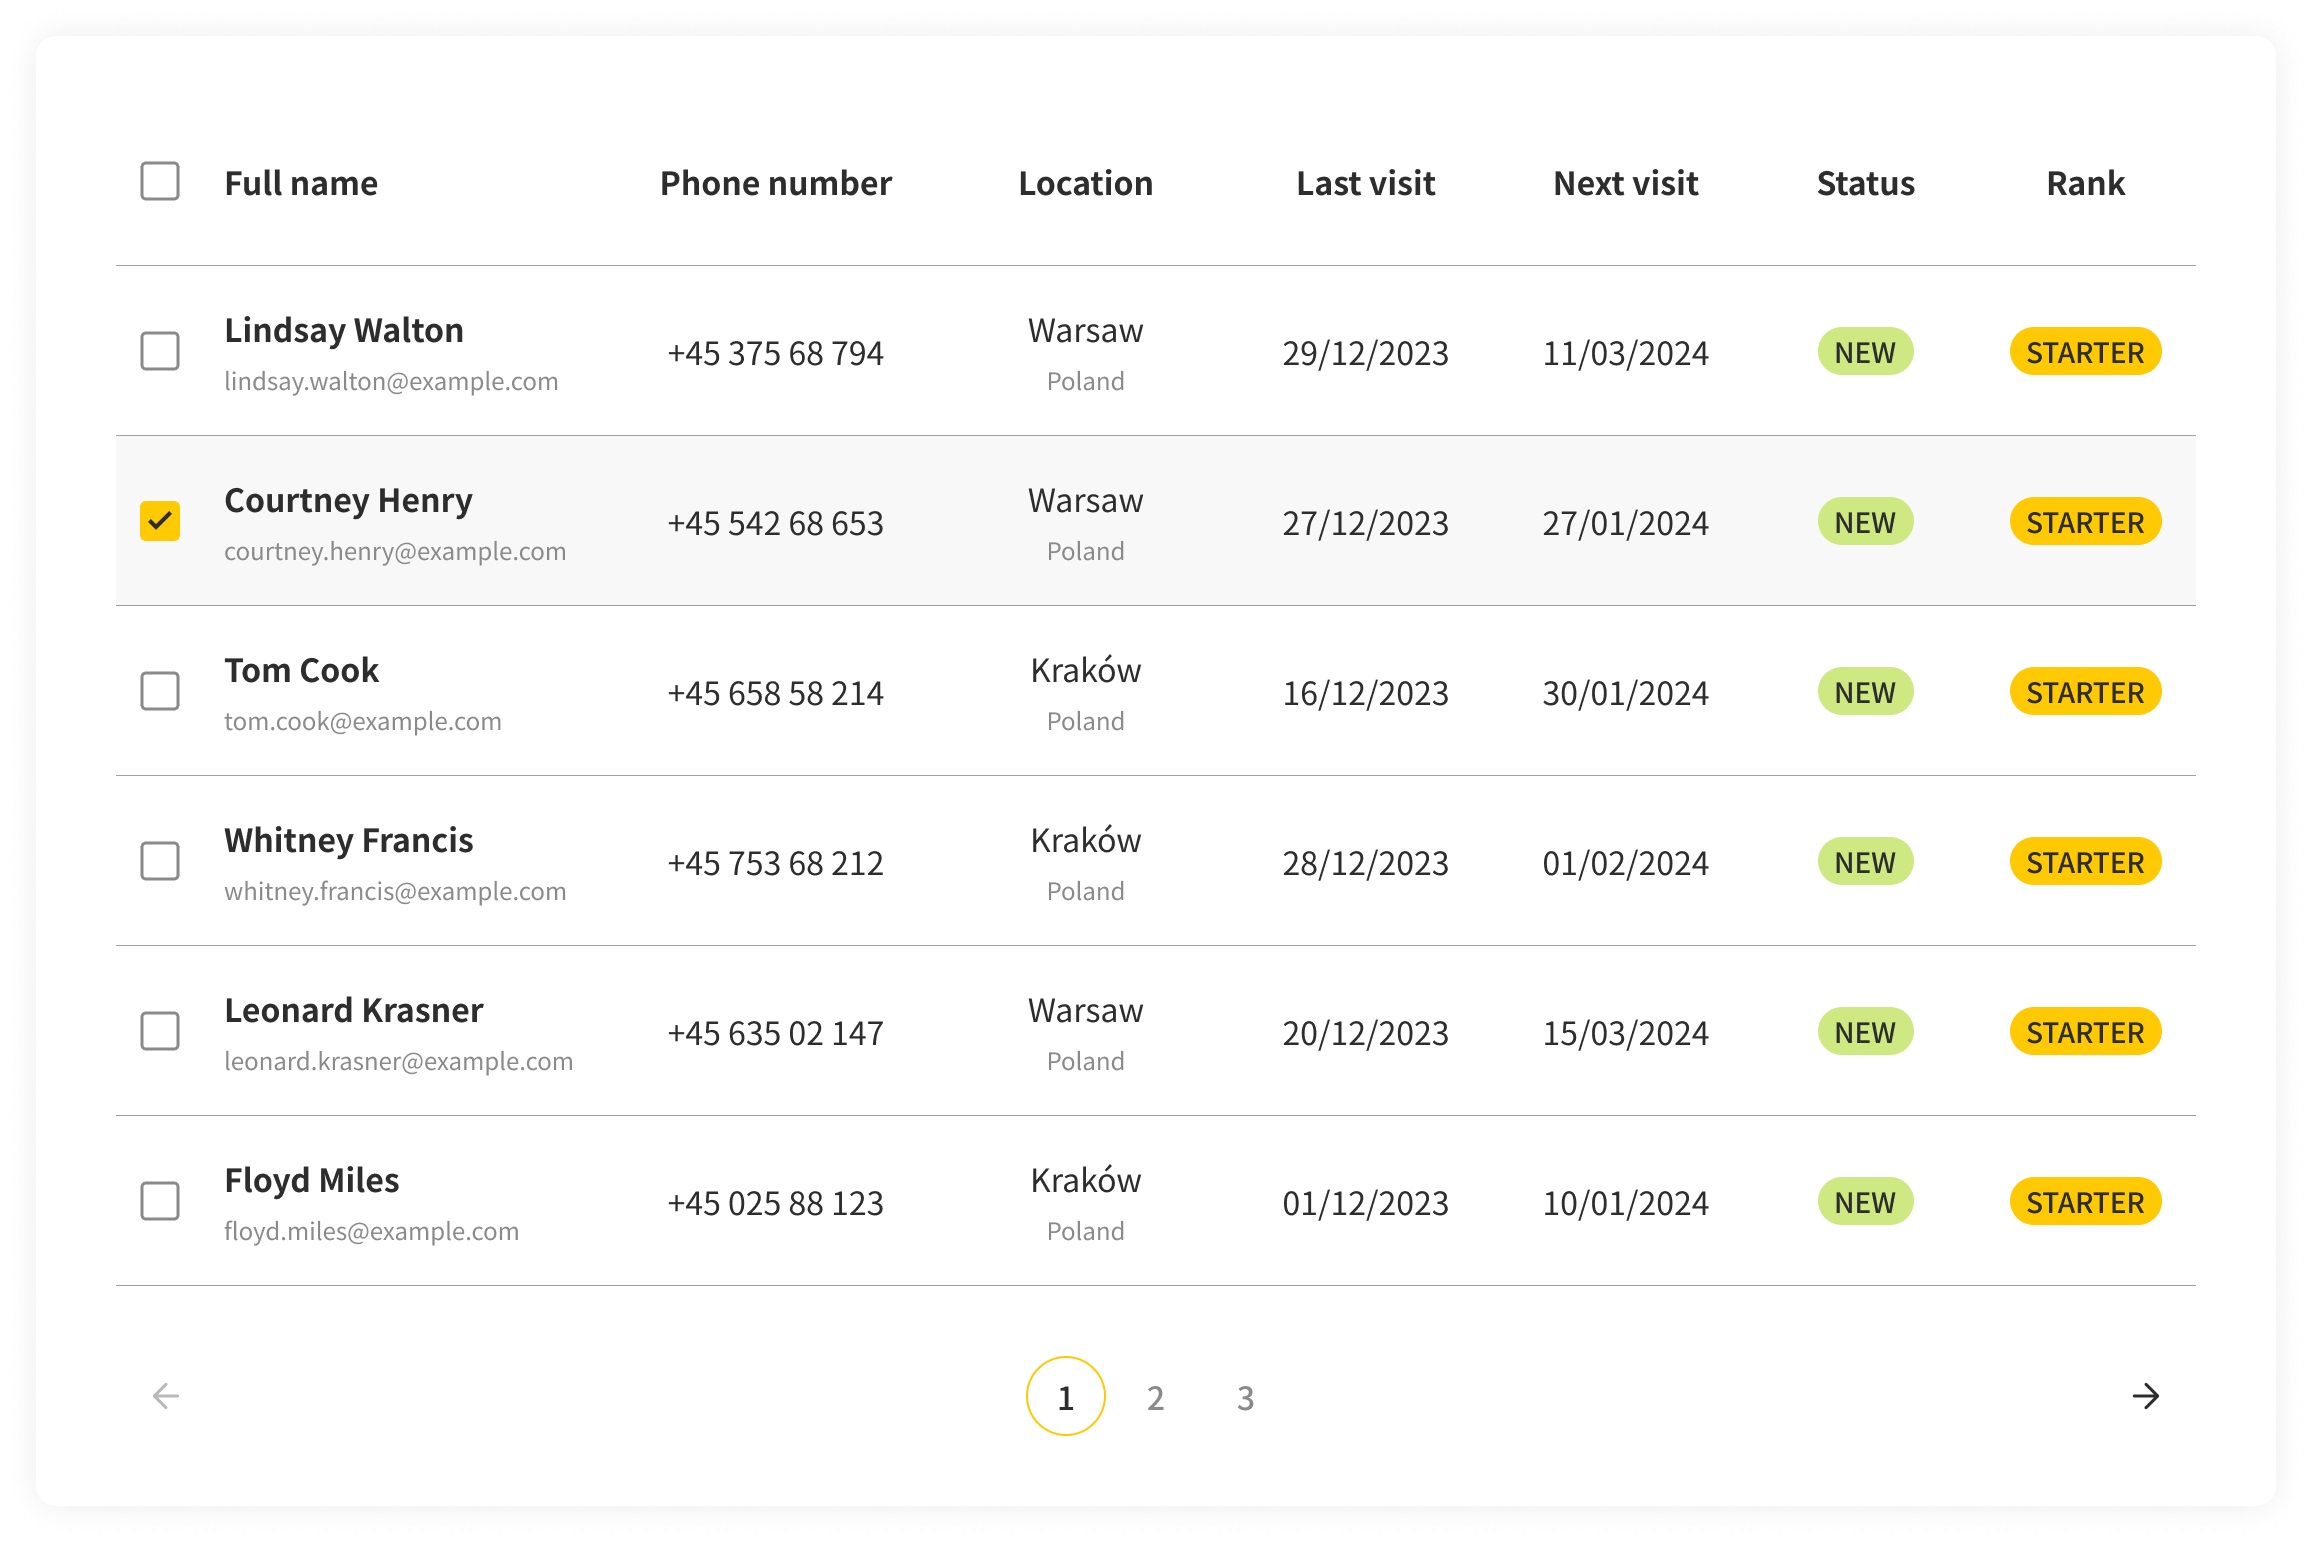 Full name Phone number Location Last visit Next visit Status Rank
Lindsay Walton
lindsay.walton@example.com
+45 375 68 794
Warsaw
Poland
29/12/2023
11/03/2024
NEW
STARTER
Courtney Henry
courtney.henry@example.com
+45 542 68 653
Warsaw
Poland
27/12/2023
27/01/2024
NEW
STARTER
Tom Cook
tom.cook@example.com
+45 658 58 214
Kraków
Poland
16/12/2023
30/01/2024
NEW
STARTER
Whitney Francis
whitney.francis@example.com
+45 753 68 212
Kraków
Poland
28/12/2023
01/02/2024
NEW
STARTER
Leonard Krasner
leonard.krasner@example.com
+45 635 02 147
Warsaw
Poland
20/12/2023
15/03/2024
NEW
STARTER
Floyd Miles
floyd.miles@example.com
+45 025 88 123
Kraków
Poland
01/12/2023
10/01/2024
NEW
STARTER
1 2 3